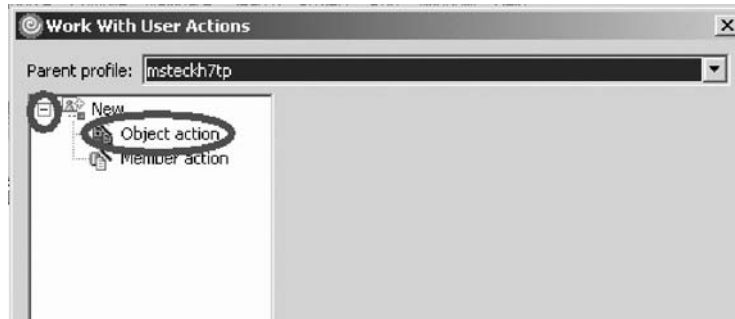 Work With User Actions
Parent profile: msteckh7tp
New
Object action
Member action